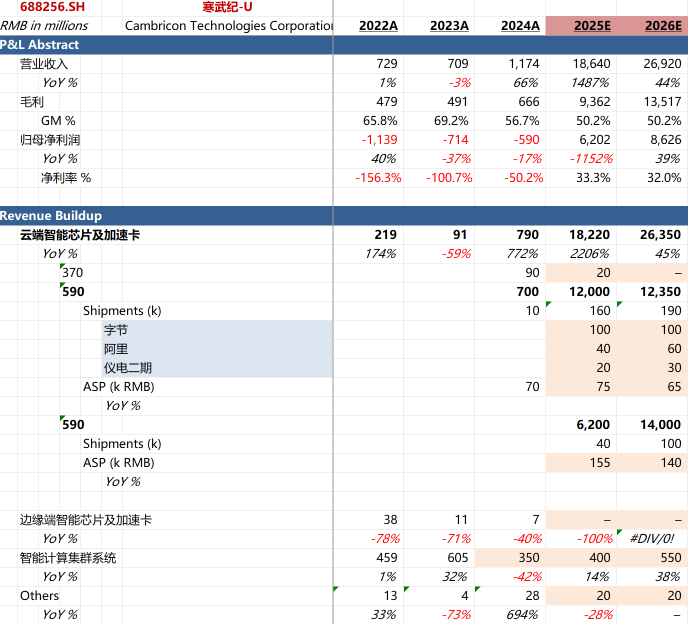 688256.SH 寒武纪-U
RMB in millions Cambricon Technologies Corporation 2022A 2023A 2024A 2025E 2026E
P&L Abstract
营业收入 729 709 1,174 18,640 26,920
YoY % 1% -3% 66% 1487% 44%
毛利 479 491 666 9,362 13,517
GM % 65.8% 69.2% 56.7% 50.2% 50.2%
归母净利润 -1,139 -714 -590 6,202 8,626
YoY % 40% -37% -17% -1152% 39%
净利率 % -156.3% -100.7% -50.2% 33.3% 32.0%
Revenue Buildup
云端智能芯片及加速卡 219 91 790 18,220 26,350
YoY % 174% -59% 772% 2206% 45%
370 90 20 –
590 700 12,000 12,350
Shipments (k) 10 160 190
字节 100 100
阿里 40 60
仪电二期 20 30
ASP (k RMB) 70 75 65
YoY %
590 6,200 14,000
Shipments (k) 40 100
ASP (k RMB) 155 140
YoY %
边缘端智能芯片及加速卡 38 11 7 – –
YoY % -78% -71% -40% -100% #DIV/0!
智能计算集群系统 459 605 350 400 550
YoY % 1% 32% -42% 14% 38%
Others 13 4 28 20 20
YoY % 33% -73% 694% -28% –